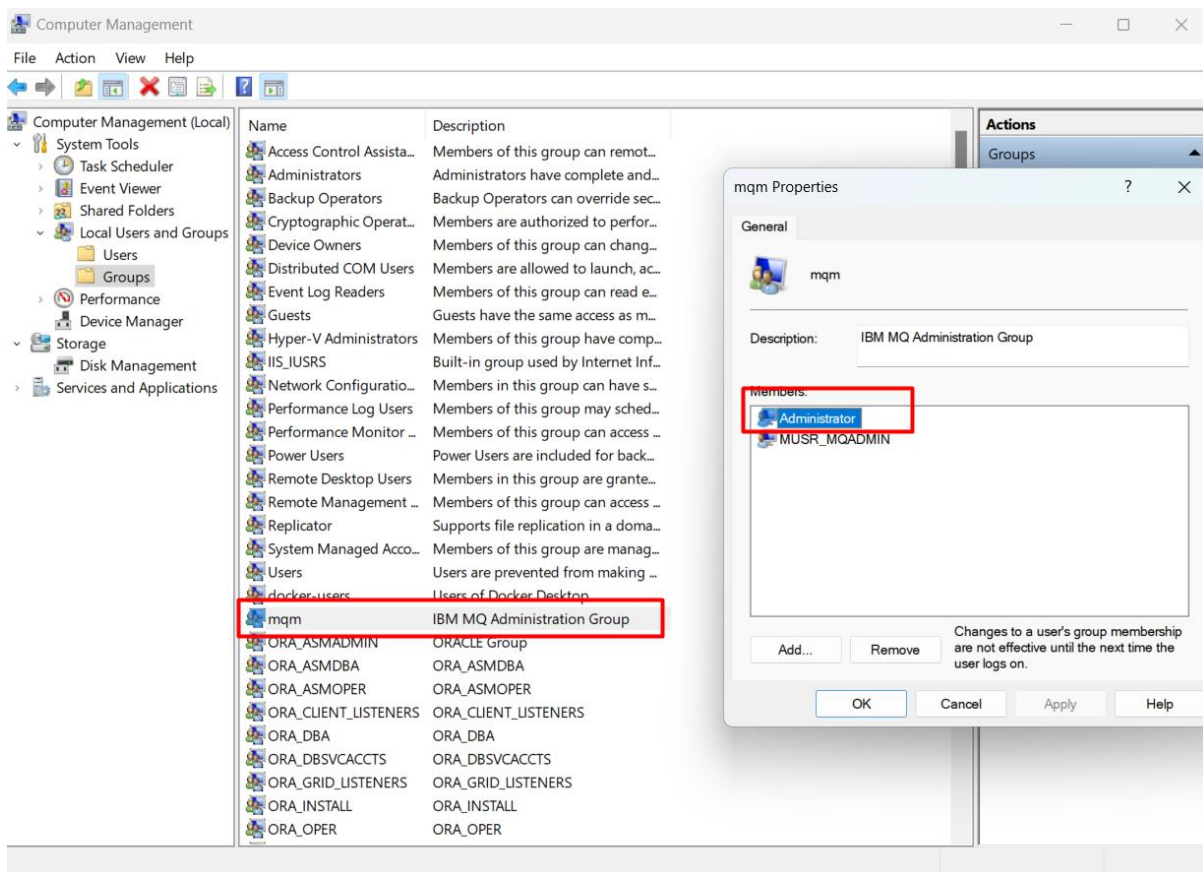 Computer Management
File Action View Help
Computer Management (Local)
System Tools
Task Scheduler
Event Viewer
Shared Folders
Local Users and Groups
Users
Groups
Performance
Device Manager
Storage
Disk Management
Services and Applications
Name Description
Access Control Assista... Members of this group can remot...
Administrators Administrators have complete and...
Backup Operators Backup Operators can override sec...
Cryptographic Operat... Members are authorized to perfor...
Device Owners Members of this group can chang...
Distributed COM Users Members are allowed to launch, ac...
Event Log Readers Members of this group can read e...
Guests Guests have the same access as m...
Hyper-V Administrators Members of this group have comp...
IIS_IUSRS Built-in group used by Internet Inf...
Network Configuratio... Members in this group can have s...
Performance Log Users Members of this group may sched...
Performance Monitor ... Members of this group can access ...
Power Users Power Users are included for back...
Remote Desktop Users Members in this group are grante...
Remote Management ... Members of this group can access ...
Replicator Supports file replication in a doma...
System Managed Acco... Members of this group are manag...
Users Users are prevented from making ...
docker-users Users of Docker Desktop
mqm IBM MQ Administration Group
ORA_ASMADMIN ORACLE Group
ORA_ASMDBA ORA_ASMDBA
ORA_ASMOPER ORA_ASMOPER
ORA_CLIENT_LISTENERS ORA_CLIENT_LISTENERS
ORA_DBA ORA_DBA
ORA_DBSVCACCTS ORA_DBSVCACCTS
ORA_GRID_LISTENERS ORA_GRID_LISTENERS
ORA_INSTALL ORA_INSTALL
ORA_OPER ORA_OPER
Actions
Groups
mqm Properties ?
General
mqm
Description: IBM MQ Administration Group
Members:
Administrator
MUSR_MQADMIN
Add... Remove
Changes to a user's group membership
are not effective until the next time the
user logs on.
OK Cancel Apply Help